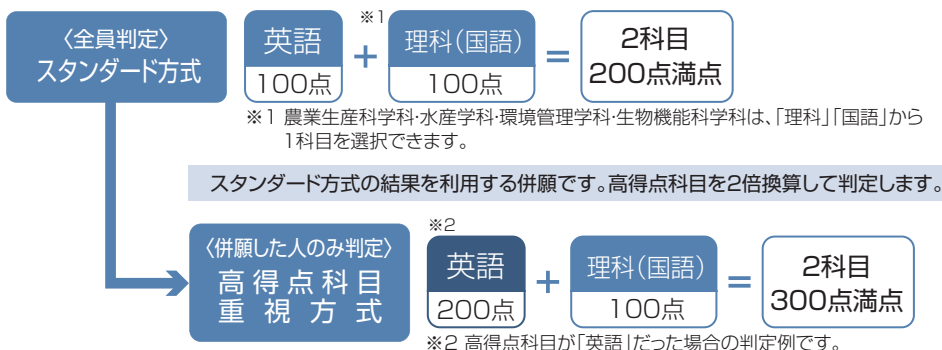 〈全員判定〉
スタンダード方式
英語
100点
+
※1
理科(国語)
100点
=
2科目
200点満点
※1 農業生産科学科・水産学科・環境管理学科・生物機能科学科は、「理科」「国語」から
1科目を選択できます。
スタンダード方式の結果を利用する併願です。高得点科目を2倍換算して判定します。
〈併願した人のみ判定〉
高得点科目
重視方式
※2
英語
200点
+
理科(国語)
100点
=
2科目
300点満点
※2 高得点科目が「英語」だった場合の判定例です。